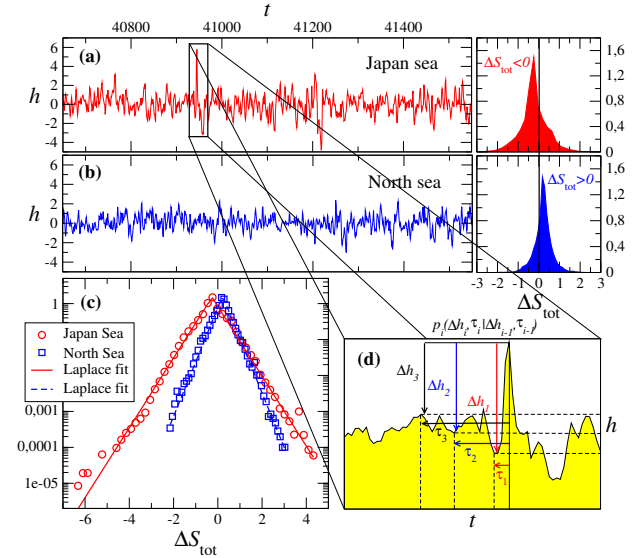 t
40800 41000 41200 41400
(a) Japan sea
h
6
4
2
0
-2
-4
ΔS_tot<0
1,6
1,2
0,8
0,4
0
(b) North sea
h
6
4
2
0
-2
-4
ΔS_tot>0
1,6
1,2
0,8
0,4
0
-3 -2 -1 0 1 2 3
ΔS_tot
(c)
1
0,001
0,0001
1e-05
Japan Sea
North Sea
Laplace fit
Laplace fit
-6 -4 -2 0 2 4
ΔS_tot
p_i(Δh_i, τ_i|Δh_{i-1}, τ_{i-1})
(d)
Δh_3
Δh_2
Δh_1
τ_3
τ_2
τ_1
h
t